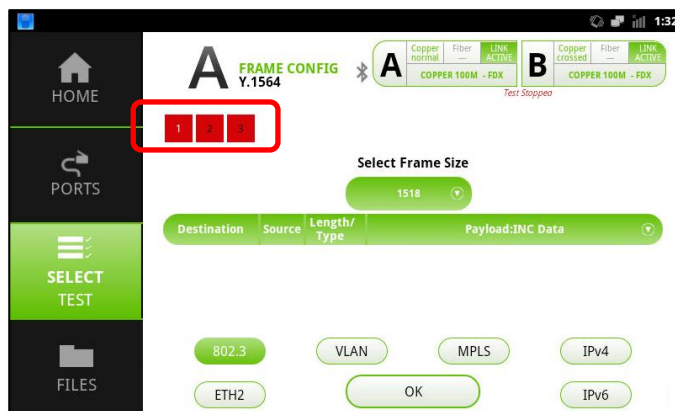 1:32
HOME
PORTS
SELECT
TEST
FILES
A
FRAME CONFIG
Y.1564
A
Copper
normal
Fiber
—
LINK
ACTIVE
COPPER 100M - FDX
B
Copper
crossed
Fiber
—
LINK
ACTIVE
COPPER 100M - FDX
Test Stopped
1 2 3
Select Frame Size
1518
Destination Source Length/
Type
Payload:INC Data
802.3 VLAN MPLS IPv4
ETH2 OK IPv6